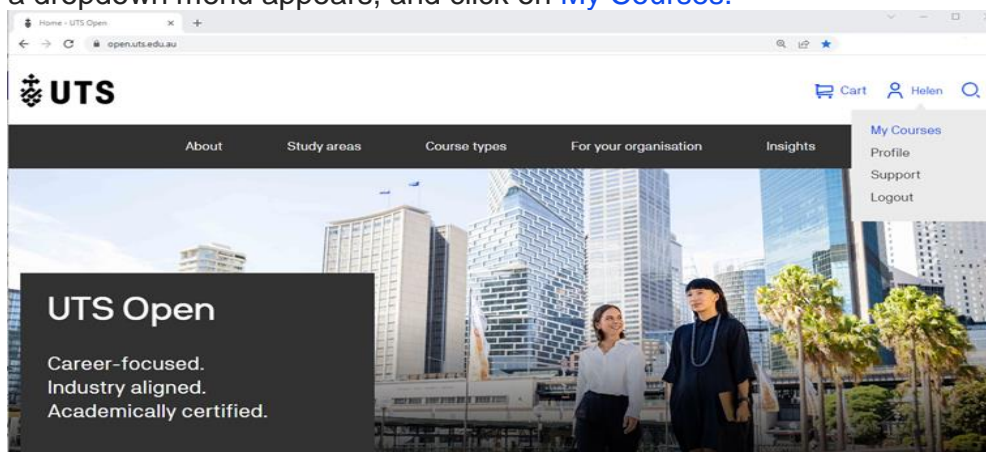 a dropdown menu appears, and click on My Courses.
Home - UTS Open
open.uts.edu.au
UTS
Cart
Helen
My Courses
Profile
Support
Logout
About
Study areas
Course types
For your organisation
Insights
UTS Open
Career-focused.
Industry aligned.
Academically certified.